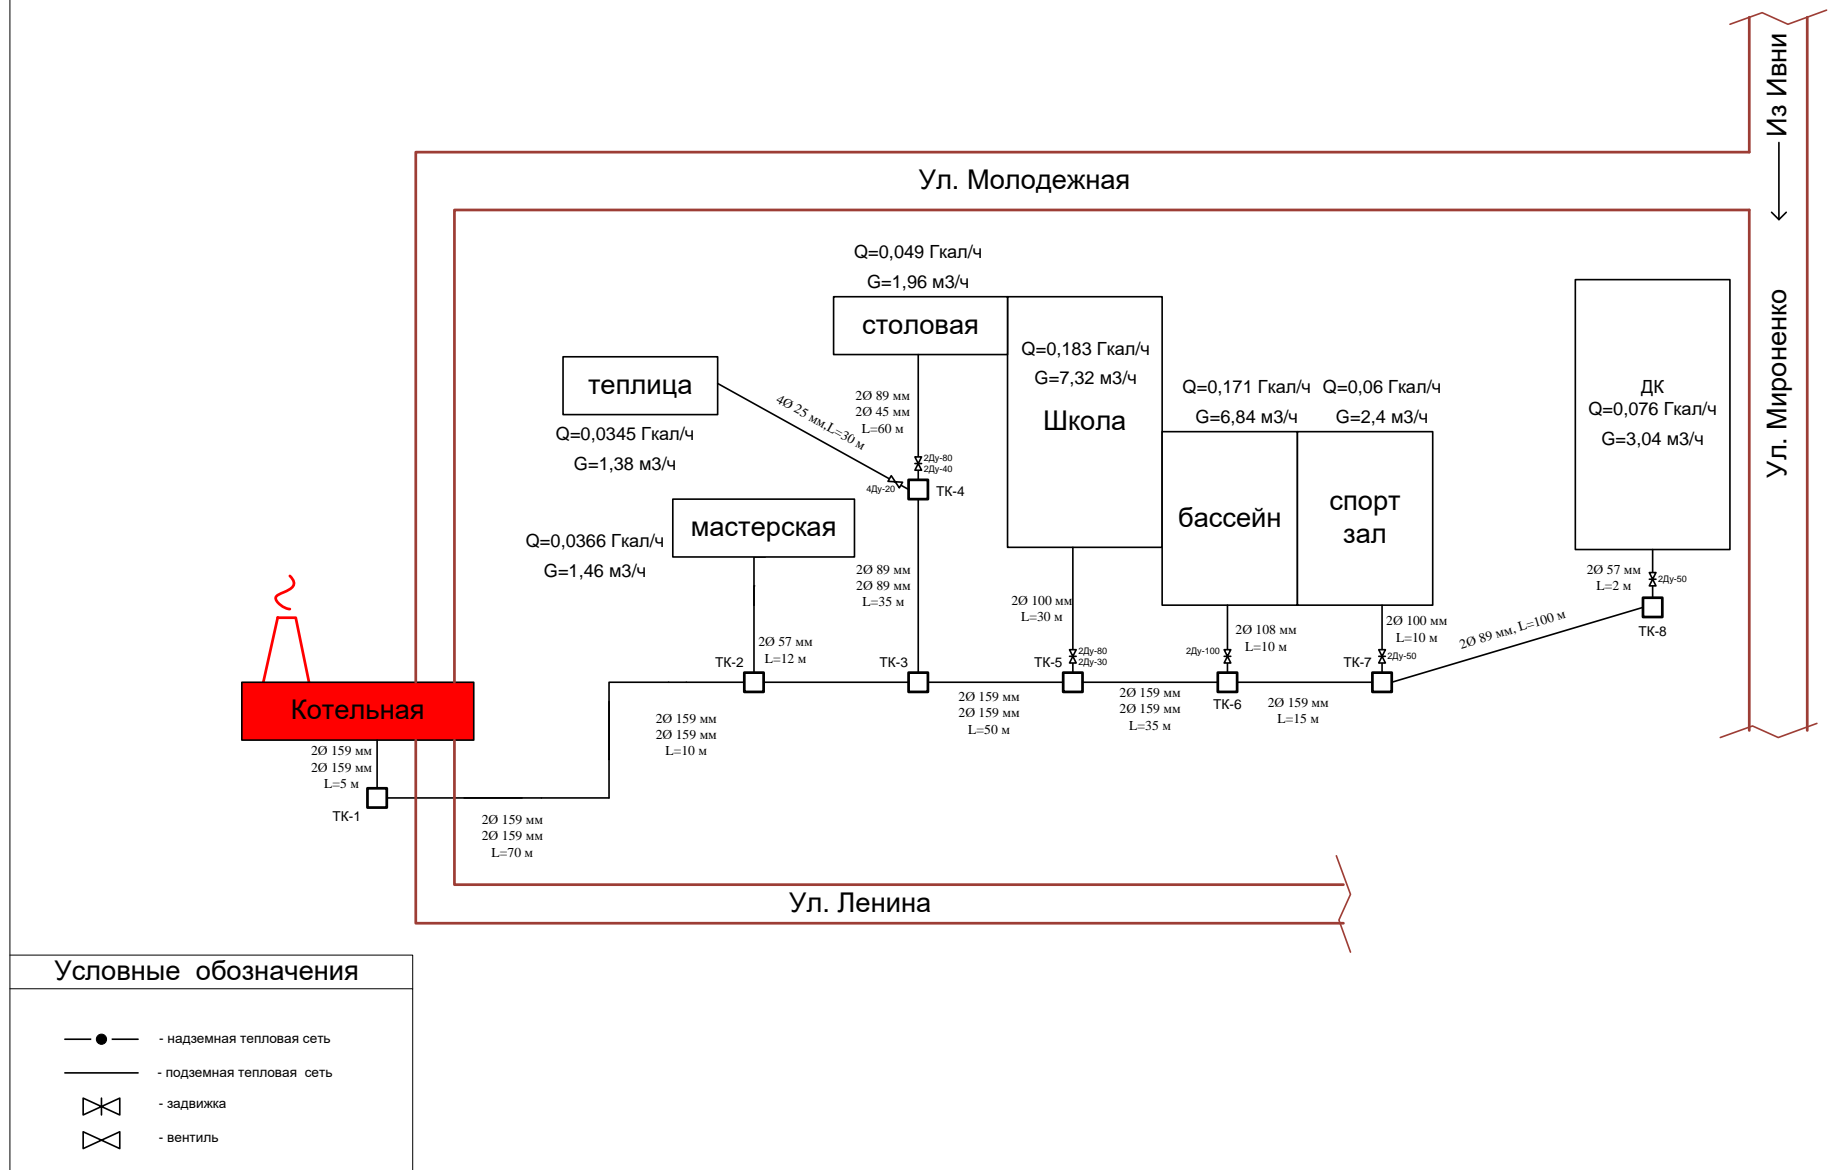 Из Ивни
Ул. Молодежная
Ул. Мироненко
Q=0,049 Гкал/ч
G=1,96 м3/ч
столовая
Q=0,183 Гкал/ч
G=7,32 м3/ч
Школа
теплица
Q=0,0345 Гкал/ч
G=1,38 м3/ч
4Ø 25 мм,L=30 м
2Ø 89 мм
2Ø 45 мм
L=60 м
2Ду-80
2Ду-40
4Ду-20
ТК-4
Q=0,171 Гкал/ч
G=6,84 м3/ч
бассейн
Q=0,06 Гкал/ч
G=2,4 м3/ч
спорт
зал
ДК
Q=0,076 Гкал/ч
G=3,04 м3/ч
мастерская
Q=0,0366 Гкал/ч
G=1,46 м3/ч
2Ø 89 мм
2Ø 89 мм
L=35 м
2Ø 100 мм
L=30 м
2Ø 57 мм
L=2 м
2Ду-50
ТК-8
2Ø 57 мм
L=12 м
ТК-2
ТК-3
ТК-5
2Ду-80
2Ду-30
2Ø 108 мм
L=10 м
2Ду-100
ТК-6
2Ø 100 мм
L=10 м
2Ду-50
ТК-7
2Ø 89 мм, L=100 м
Котельная
2Ø 159 мм
2Ø 159 мм
L=5 м
ТК-1
2Ø 159 мм
2Ø 159 мм
L=70 м
2Ø 159 мм
2Ø 159 мм
L=10 м
2Ø 159 мм
2Ø 159 мм
L=50 м
2Ø 159 мм
2Ø 159 мм
L=35 м
2Ø 159 мм
L=15 м
Ул. Ленина
Условные обозначения
- надземная тепловая сеть
- подземная тепловая сеть
- задвижка
- вентиль